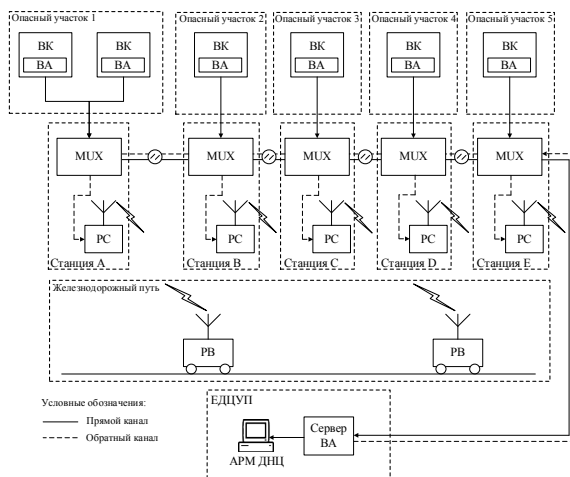 Опасный участок 1
Опасный участок 2
Опасный участок 3
Опасный участок 4
Опасный участок 5
ВК
ВА
ВК
ВА
ВК
ВА
ВК
ВА
ВК
ВА
ВК
ВА
MUX
MUX
MUX
MUX
MUX
РС
РС
РС
РС
РС
Станция A
Станция B
Станция C
Станция D
Станция E
Железнодорожный путь
РВ
РВ
Условные обозначения:
Прямой канал
Обратный канал
ЕДЦУП
АРМ ДНЦ
Сервер
ВА